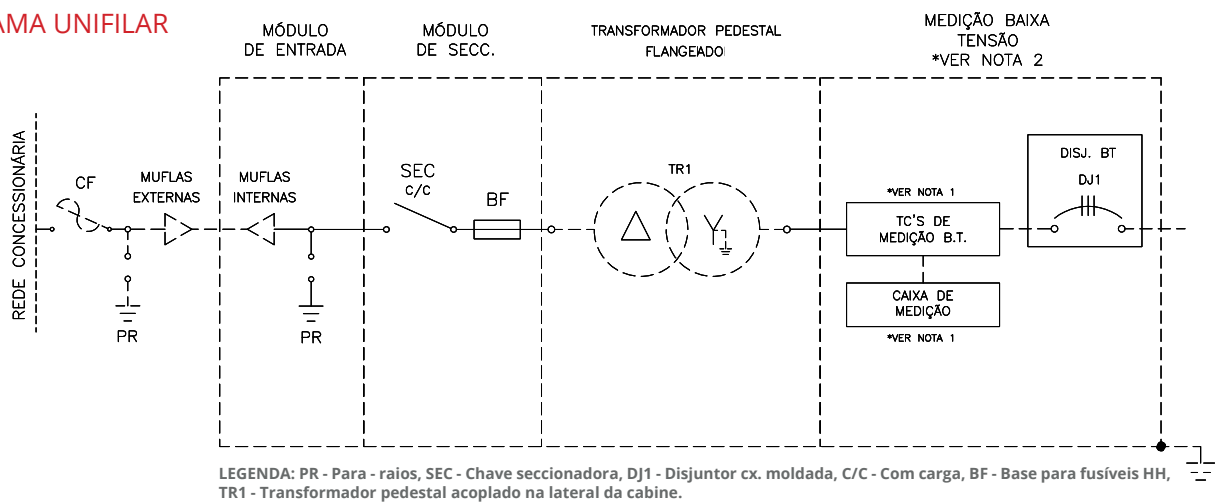 AMA UNIFILAR
MÓDULO
DE ENTRADA
MÓDULO
DE SECC.
TRANSFORMADOR PEDESTAL
FLANGEADO
MEDIÇÃO BAIXA
TENSÃO
*VER NOTA 2
REDE CONCESSIONÁRIA
CF
MUFLAS
EXTERNAS
MUFLAS
INTERNAS
SEC
C/C
BF
TR1
*VER NOTA 1
TC'S DE
MEDIÇÃO B.T.
CAIXA DE
MEDIÇÃO
*VER NOTA 1
DISJ. BT
DJ1
PR
PR
LEGENDA: PR - Para - raios, SEC - Chave seccionadora, DJ1 - Disjuntor cx. moldada, C/C - Com carga, BF - Base para fusíveis HH,
TR1 - Transformador pedestal acoplado na lateral da cabine.